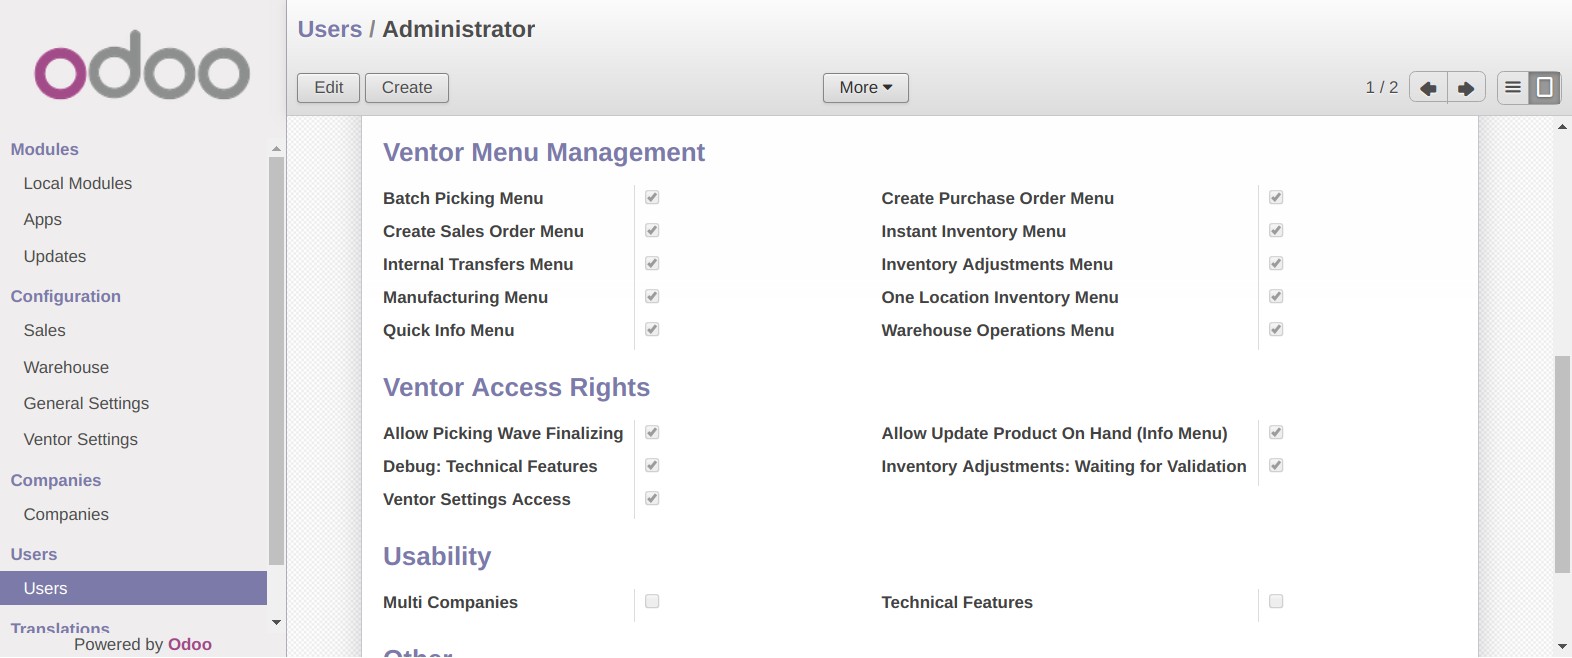 odoo
Modules
Local Modules
Apps
Updates
Configuration
Sales
Warehouse
General Settings
Ventor Settings
Companies
Companies
Users
Users
Translations
Powered by Odoo
Users / Administrator
Edit Create More 1 / 2
Ventor Menu Management
Batch Picking Menu Create Purchase Order Menu
Create Sales Order Menu Instant Inventory Menu
Internal Transfers Menu Inventory Adjustments Menu
Manufacturing Menu One Location Inventory Menu
Quick Info Menu Warehouse Operations Menu
Ventor Access Rights
Allow Picking Wave Finalizing Allow Update Product On Hand (Info Menu)
Debug: Technical Features Inventory Adjustments: Waiting for Validation
Ventor Settings Access
Usability
Multi Companies Technical Features
Other